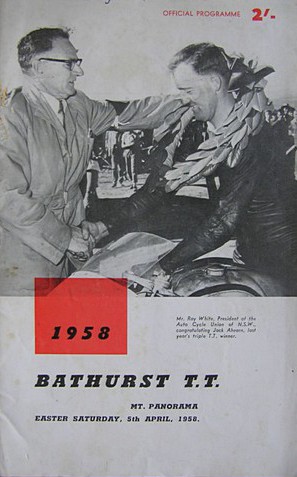 OFFICIAL PROGRAMME 2/-
Mr. Ray White, President of the
Auto Cycle Union of N.S.W.,
congratulating Jack Ahearn, last
year's triple T.T. winner.
1958
BATHURST T.T.
MT. PANORAMA
EASTER SATURDAY, 5th APRIL, 1958.